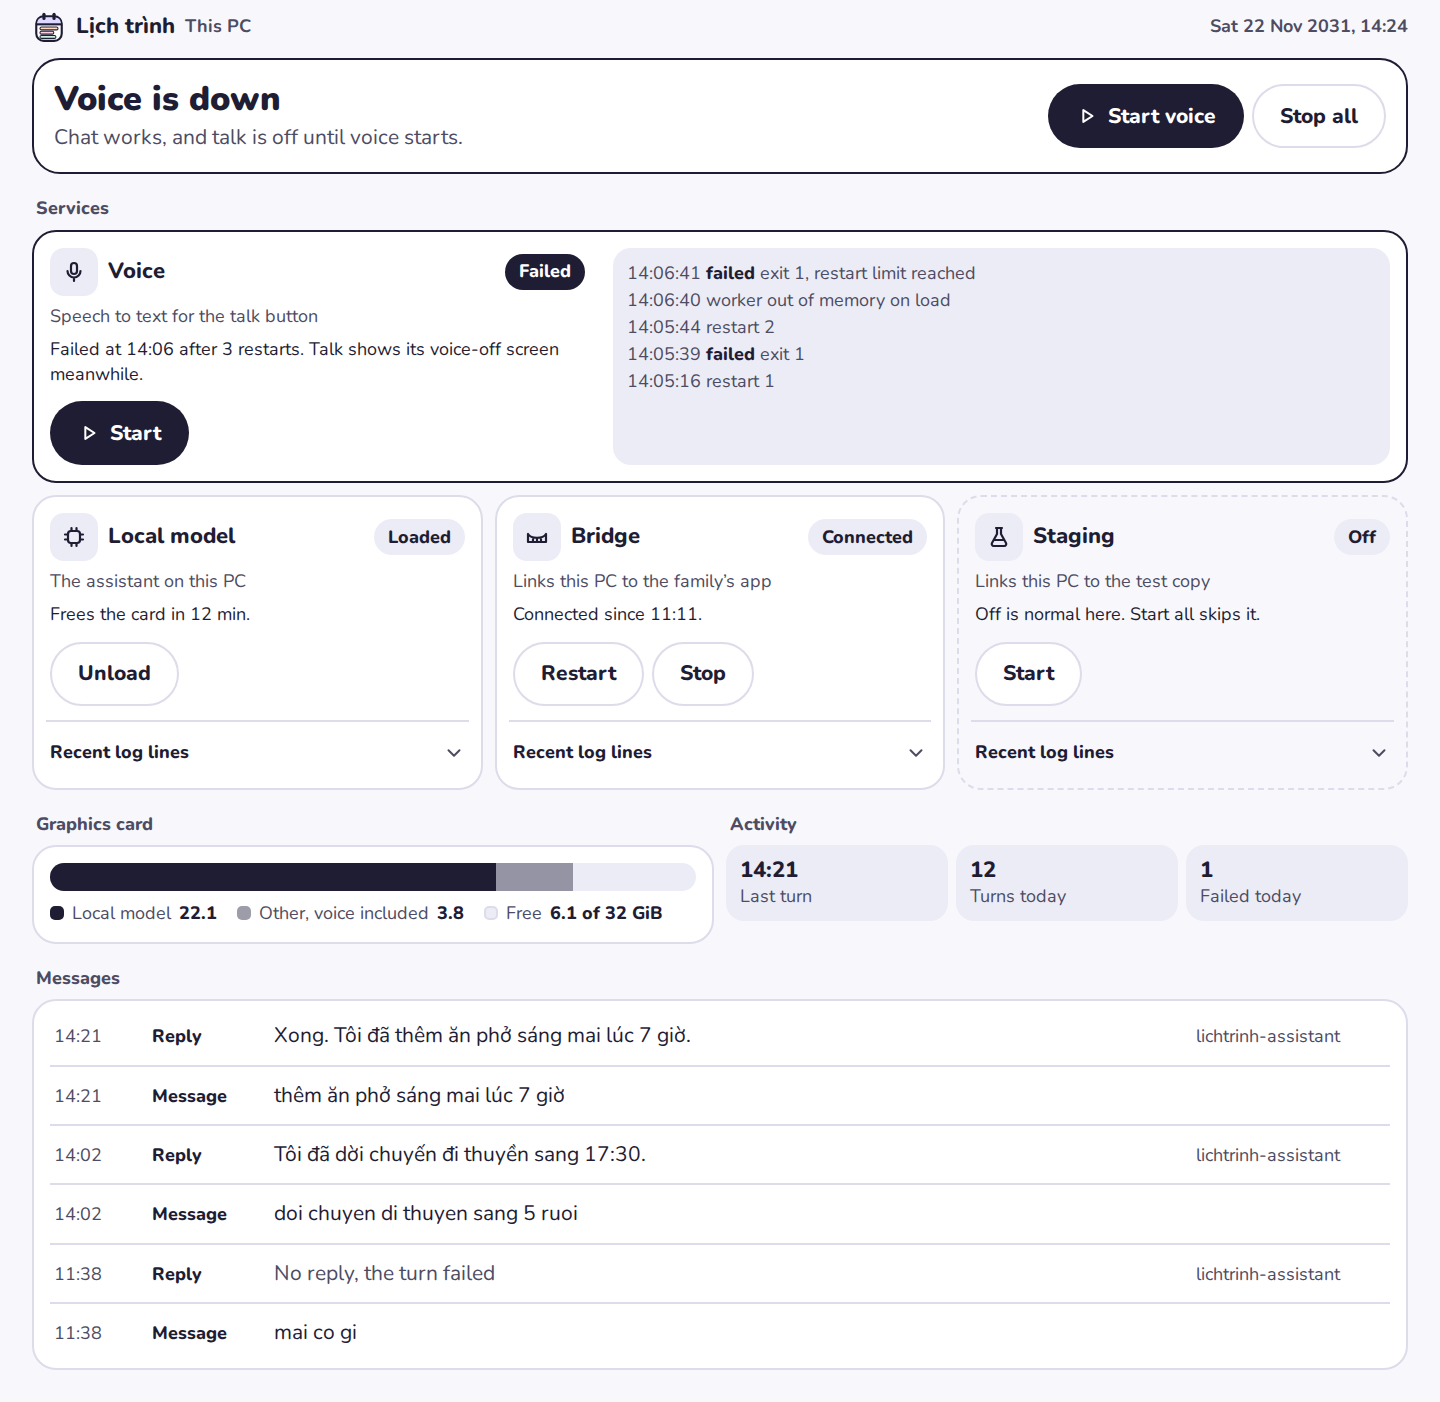 Lịch trình This PC
Sat 22 Nov 2031, 14:24
Voice is down
Chat works, and talk is off until voice starts.
Start voice
Stop all
Services
Voice
Failed
Speech to text for the talk button
Failed at 14:06 after 3 restarts. Talk shows its voice-off screen
meanwhile.
Start
14:06:41 failed exit 1, restart limit reached
14:06:40 worker out of memory on load
14:05:44 restart 2
14:05:39 failed exit 1
14:05:16 restart 1
Local model
Loaded
The assistant on this PC
Frees the card in 12 min.
Unload
Recent log lines
Bridge
Connected
Links this PC to the family’s app
Connected since 11:11.
Restart
Stop
Recent log lines
Staging
Off
Links this PC to the test copy
Off is normal here. Start all skips it.
Start
Recent log lines
Graphics card
Local model 22.1
Other, voice included 3.8
Free 6.1 of 32 GiB
Activity
14:21
Last turn
12
Turns today
1
Failed today
Messages
14:21 Reply Xong. Tôi đã thêm ăn phở sáng mai lúc 7 giờ. lichtrinh-assistant
14:21 Message thêm ăn phở sáng mai lúc 7 giờ
14:02 Reply Tôi đã dời chuyến đi thuyền sang 17:30. lichtrinh-assistant
14:02 Message doi chuyen di thuyen sang 5 ruoi
11:38 Reply No reply, the turn failed lichtrinh-assistant
11:38 Message mai co gi